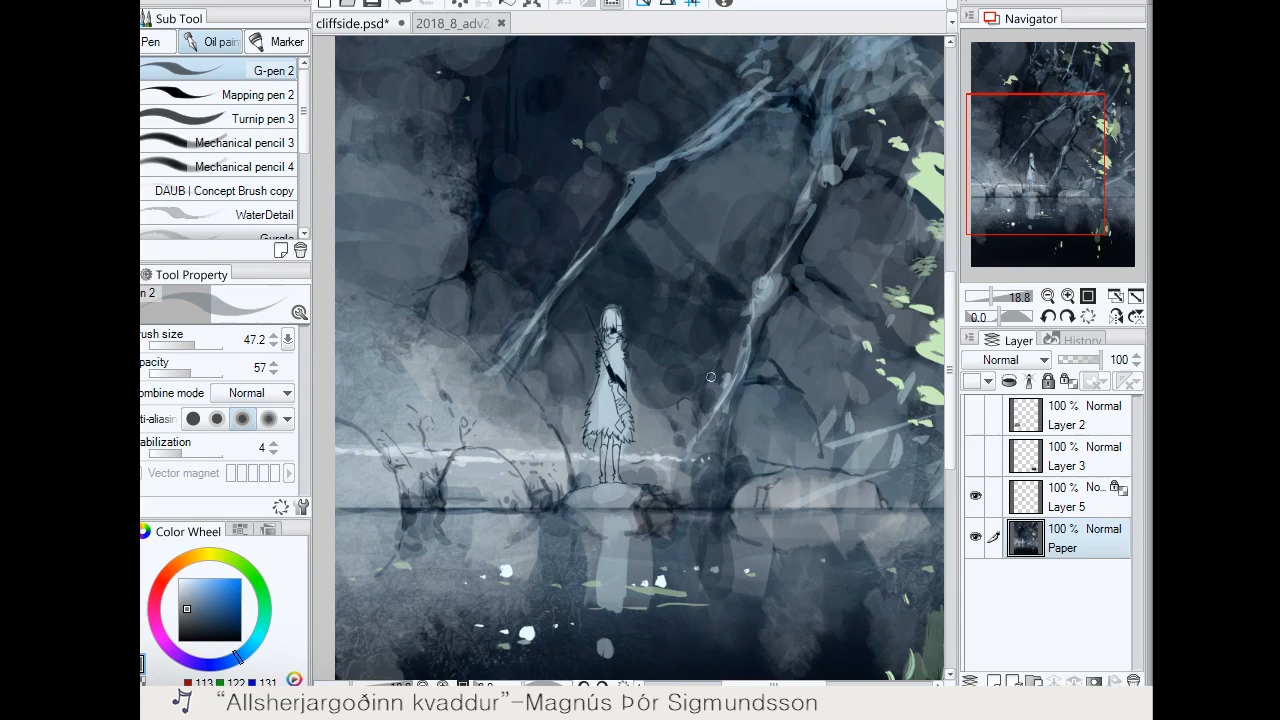 Sub Tool
cliffside.psd*
2018_8_adv2
Navigator
Pen
Oil pain
Marker
G-pen 2
Mapping pen 2
Turnip pen 3
Mechanical pencil 3
Mechanical pencil 4
DAUB | Concept Brush copy
WaterDetail
Gurgle
Tool Property
n 2
rush size
47.2
pacity
57
ombine mode
Normal
ti-aliasin
abilization
4
Vector magnet
Color Wheel
113 122 131
18.8
0.0
Layer
History
Normal
100
100 % Normal
Layer 2
100 % Normal
Layer 3
100 % No...
Layer 5
100 % Normal
Paper
“Allsherjargoðinn kvaddur”-Magnús Þór Sigmundsson